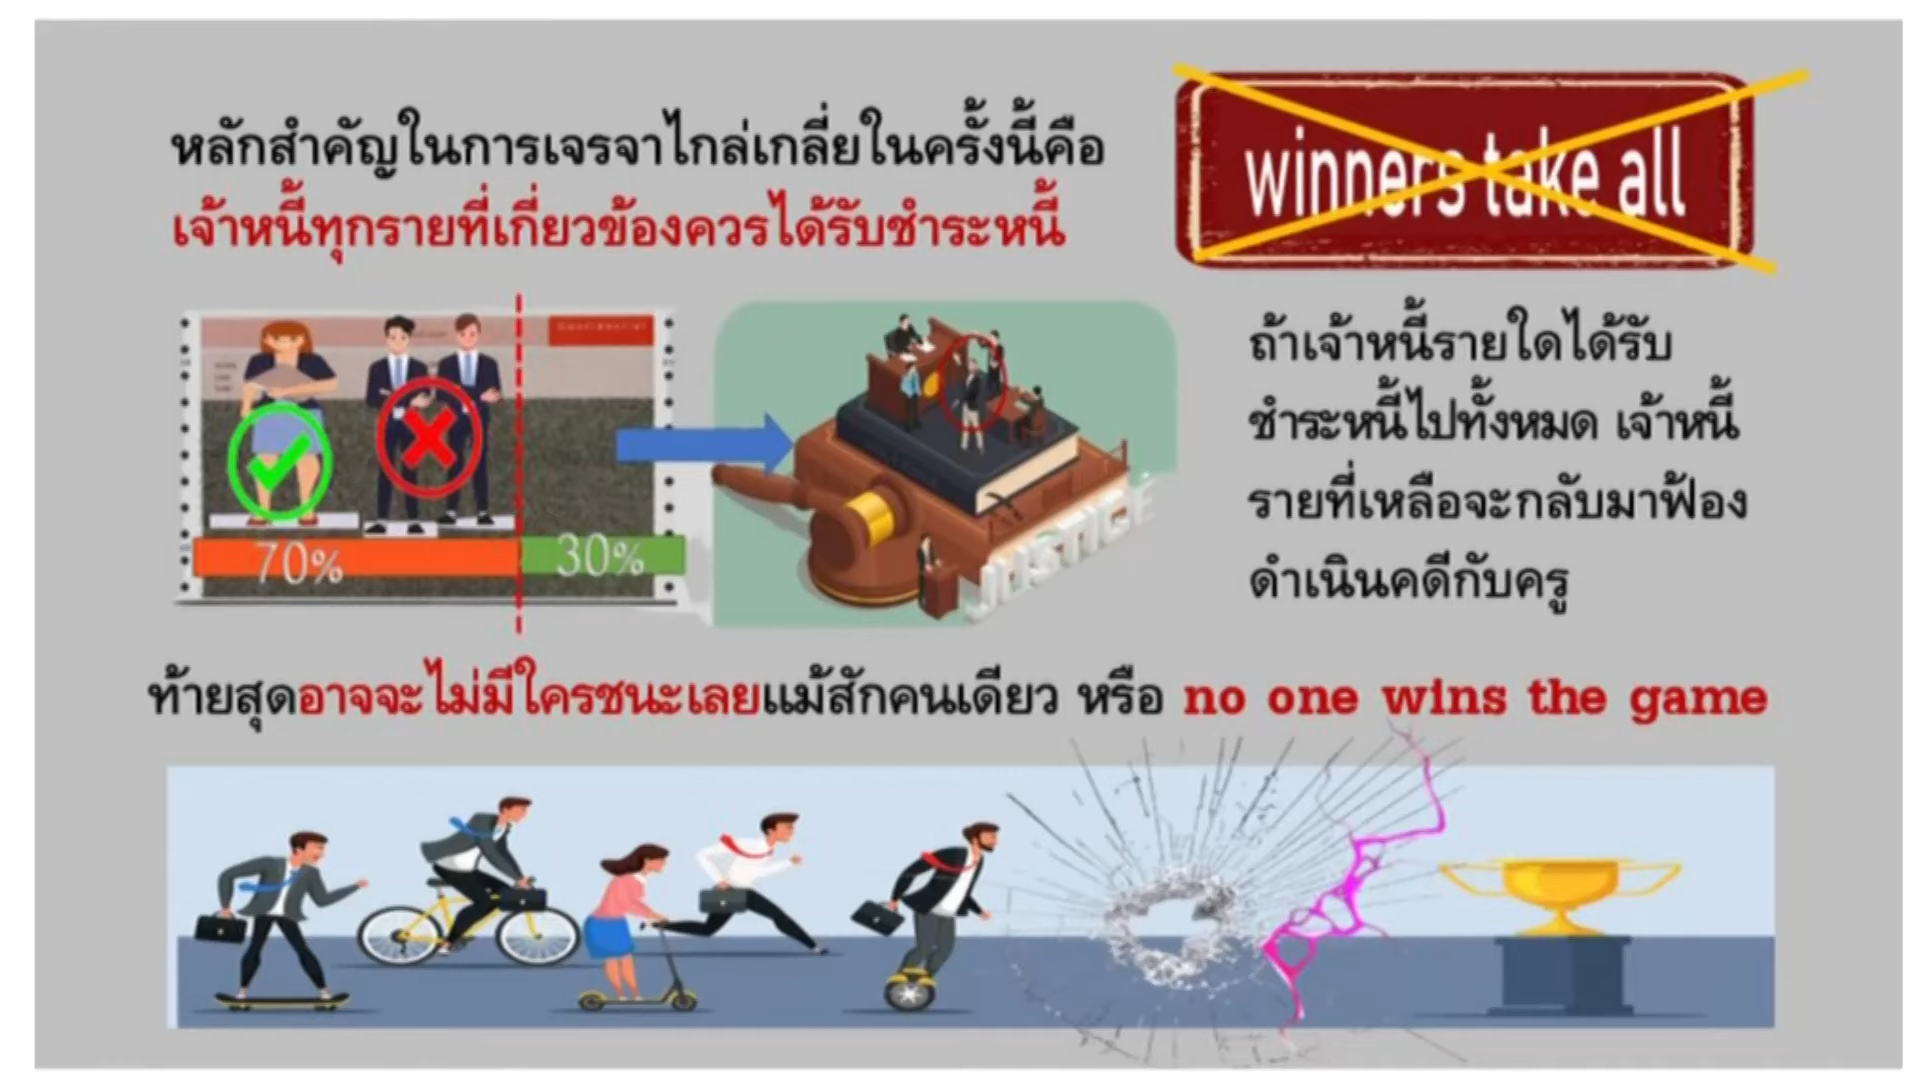 หลักสำคัญในการเจรจาไกล่เกลี่ยในครั้งนี้คือ
เจ้าหนี้ทุกรายที่เกี่ยวข้องควรได้รับชำระหนี้
winners take all
ถ้าเจ้าหนี้รายใดได้รับ
ชำระหนี้ไปทั้งหมด เจ้าหนี้
รายที่เหลือจะกลับมาฟ้อง
ดำเนินคดีกับครู
Confidential
70%
30%
JUSTICE
ท้ายสุดอาจจะไม่มีใครชนะเลยแม้สักคนเดียว หรือ no one wins the game